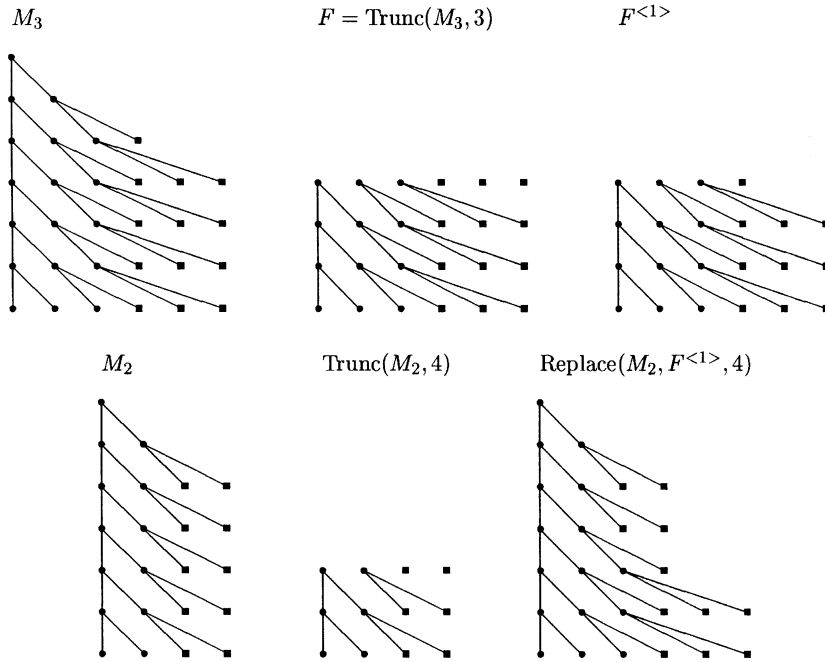 M₃
F = Trunc(M₃, 3)
F^{<1>}
M₂
Trunc(M₂, 4)
Replace(M₂, F^{<1>}, 4)